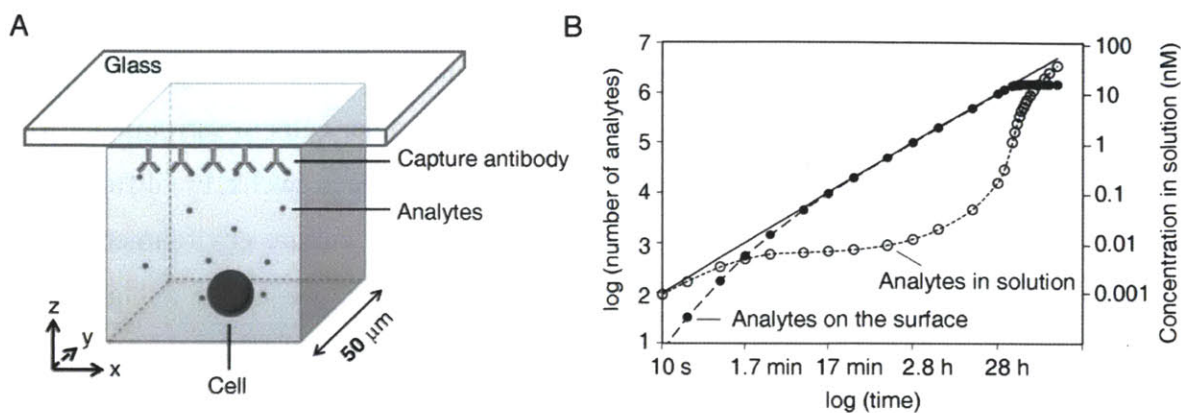 A
Glass
Capture antibody
Analytes
50 μm
z
y
x
Cell
B
log (number of analytes)
7
6
5
4
3
2
1
Analytes in solution
Analytes on the surface
100
10
1
0.1
0.01
0.001
Concentration in solution (nM)
10 s 1.7 min 17 min 2.8 h 28 h
log (time)